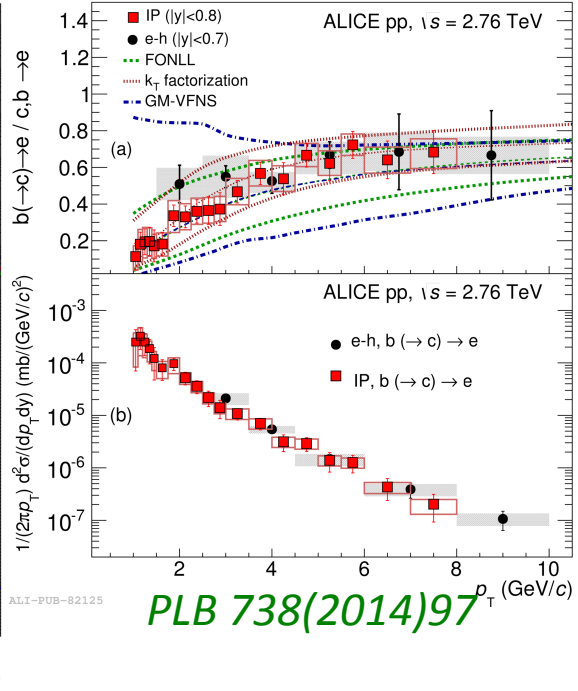 ALICE pp, √s = 2.76 TeV
IP (|y|<0.8)
e-h (|y|<0.7)
FONLL
k_T factorization
GM-VFNS
b(→c)→e / c,b →e
1.4
1.2
1
0.8
0.6
0.4
0.2
(a)
ALICE pp, √s = 2.76 TeV
e-h, b (→ c) → e
IP, b (→ c) → e
1/(2πp_T) d²σ/(dp_Tdy) (mb/(GeV/c)²)
10⁻³
10⁻⁴
10⁻⁵
10⁻⁶
10⁻⁷
(b)
2 4 6 8 10
p_T (GeV/c)
ALI-PUB-82125
PLB 738(2014)97